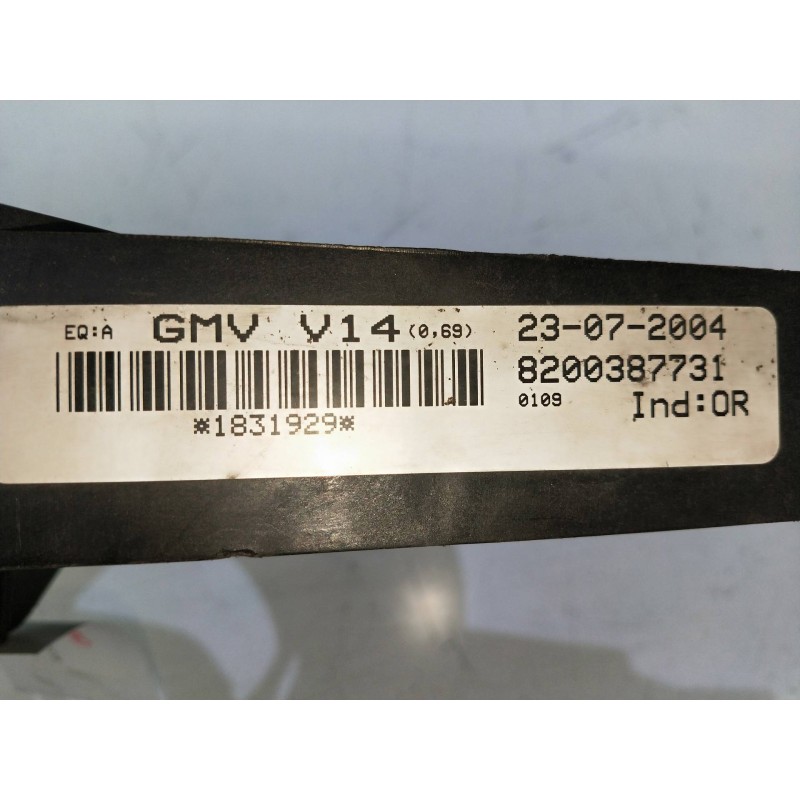 EQ:A GMV V14 (0,69) 23-07-2004
8200387731
0109 Ind:OR
*1831929*